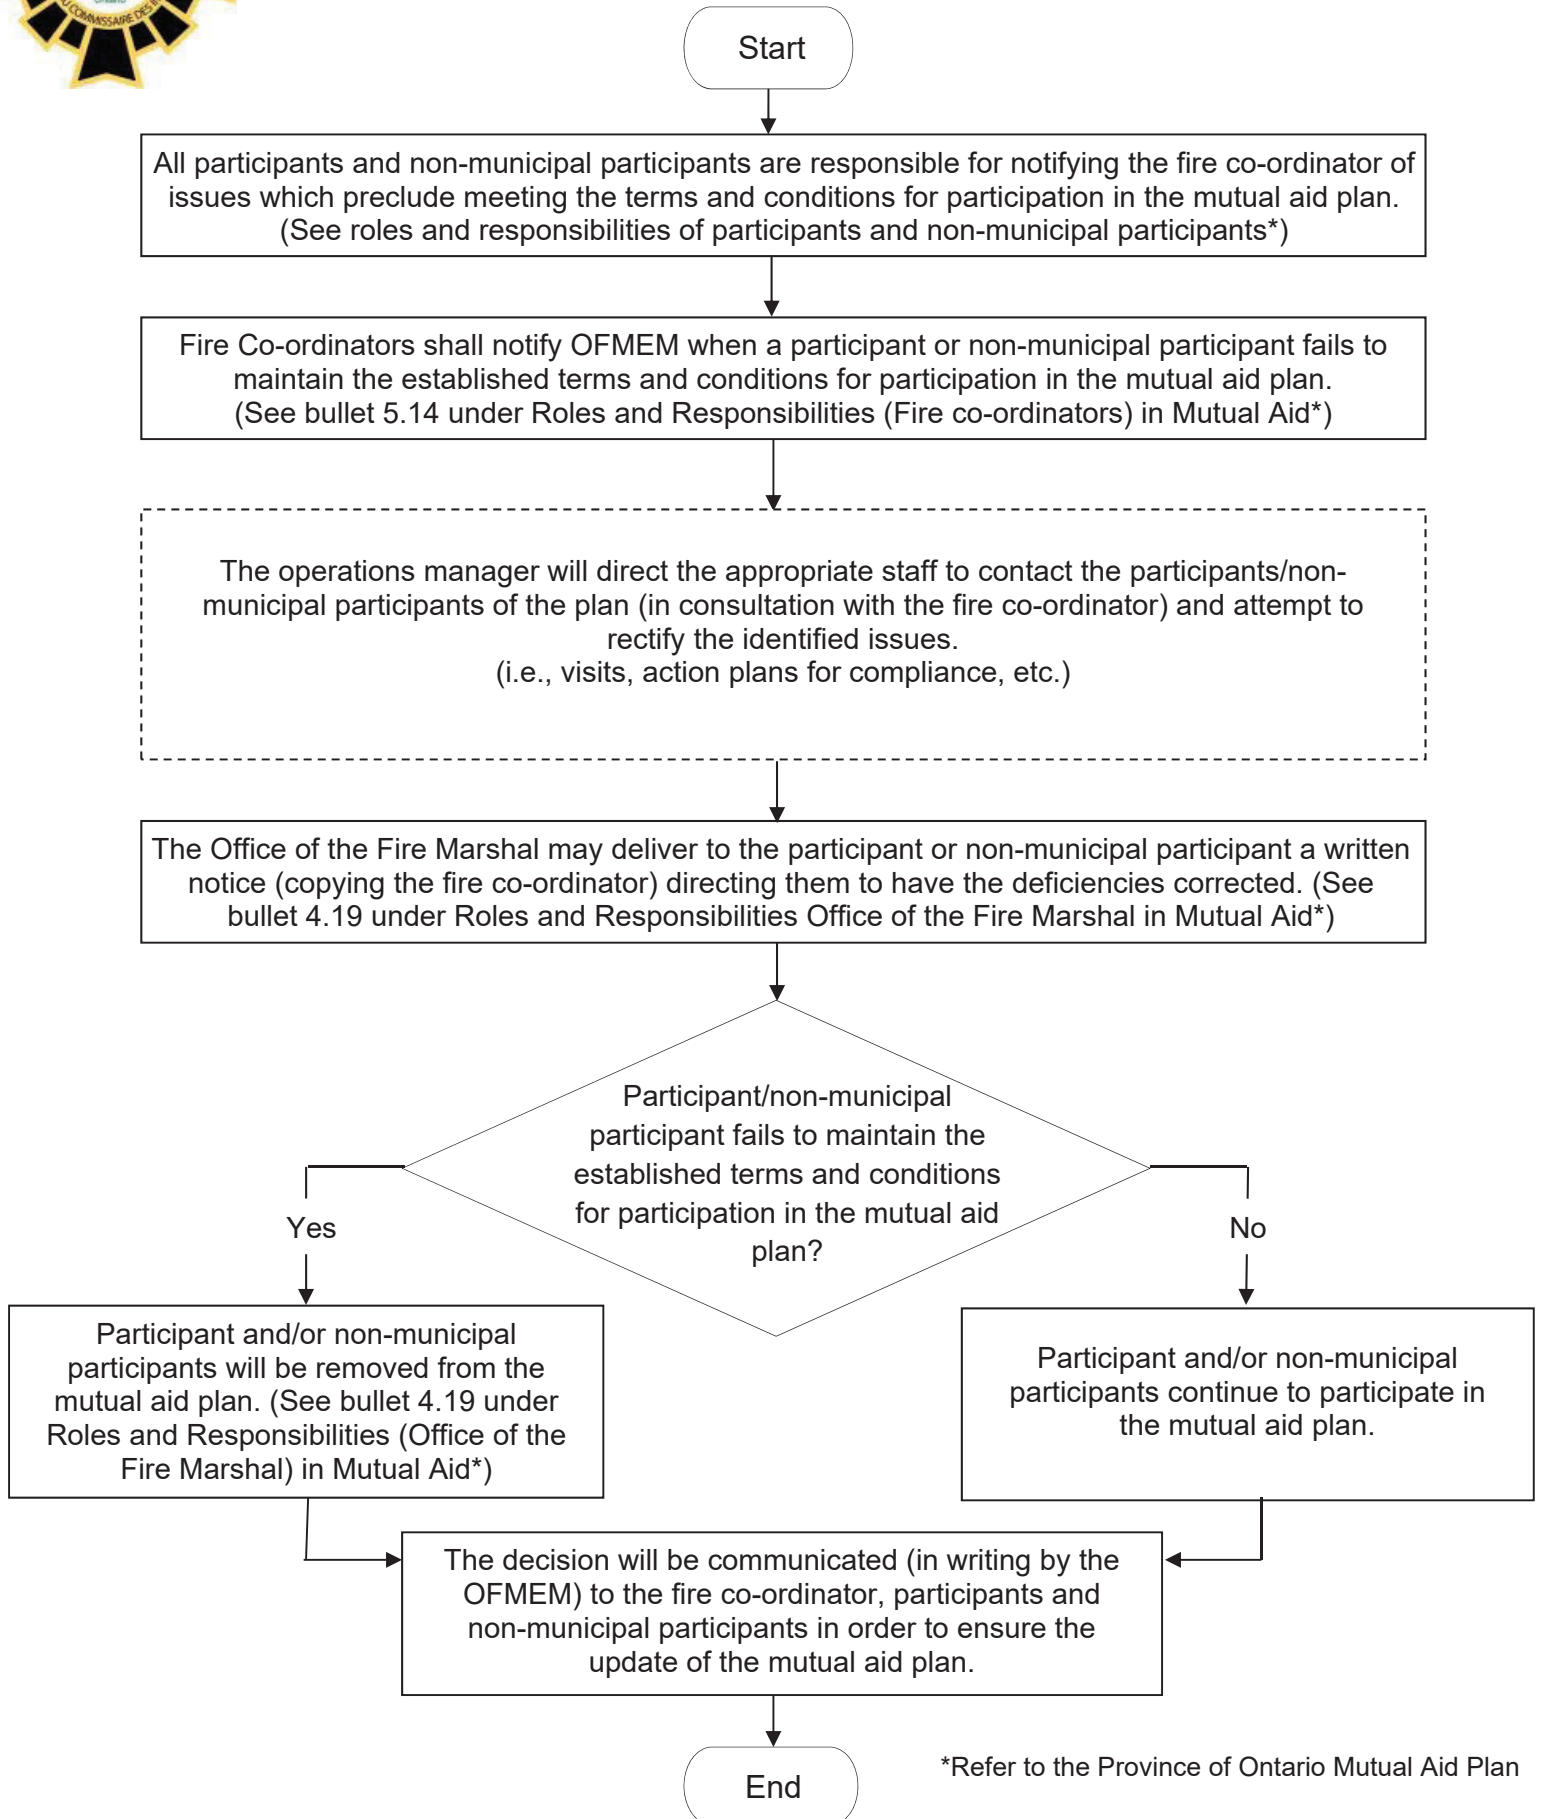 COMMISSAIRE DES
Start
All participants and non-municipal participants are responsible for notifying the fire co-ordinator of
issues which preclude meeting the terms and conditions for participation in the mutual aid plan.
(See roles and responsibilities of participants and non-municipal participants*)
Fire Co-ordinators shall notify OFMEM when a participant or non-municipal participant fails to
maintain the established terms and conditions for participation in the mutual aid plan.
(See bullet 5.14 under Roles and Responsibilities (Fire co-ordinators) in Mutual Aid*)
The operations manager will direct the appropriate staff to contact the participants/non-
municipal participants of the plan (in consultation with the fire co-ordinator) and attempt to
rectify the identified issues.
(i.e., visits, action plans for compliance, etc.)
The Office of the Fire Marshal may deliver to the participant or non-municipal participant a written
notice (copying the fire co-ordinator) directing them to have the deficiencies corrected. (See
bullet 4.19 under Roles and Responsibilities Office of the Fire Marshal in Mutual Aid*)
Participant/non-municipal
participant fails to maintain the
established terms and conditions
for participation in the mutual aid
plan?
Yes
No
Participant and/or non-municipal
participants will be removed from the
mutual aid plan. (See bullet 4.19 under
Roles and Responsibilities (Office of the
Fire Marshal) in Mutual Aid*)
Participant and/or non-municipal
participants continue to participate in
the mutual aid plan.
The decision will be communicated (in writing by the
OFMEM) to the fire co-ordinator, participants and
non-municipal participants in order to ensure the
update of the mutual aid plan.
End
*Refer to the Province of Ontario Mutual Aid Plan